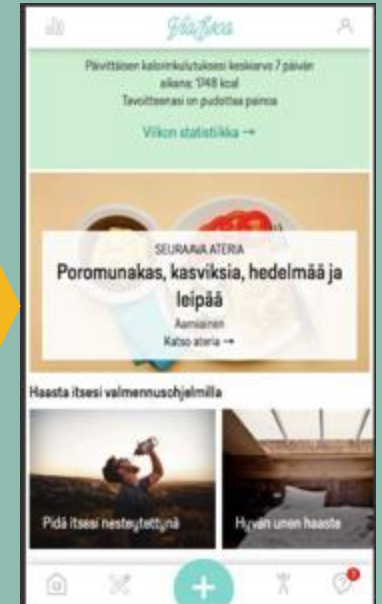 ViaEsca
Päivittäisen kalorinkulutuksesi keskiarvo 7 päivän
aikana: 1748 kcal
Tavoitteenasi on pudottaa painoa
Viikon statistiikka →
SEURAAVA ATERIA
Poromunakas, kasviksia, hedelmää ja
leipää
Aamiainen
Katso ateria →
Haasta itsesi valmennusohjelmilla
Pidä itsesi nesteytettynä
Hyvän unen haaste